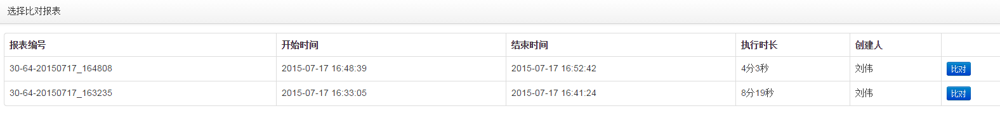 选择比对报表
报表编号 开始时间 结束时间 执行时长 创建人
30-64-20150717_164808 2015-07-17 16:48:39 2015-07-17 16:52:42 4分3秒 刘伟 比对
30-64-20150717_163235 2015-07-17 16:33:05 2015-07-17 16:41:24 8分19秒 刘伟 比对